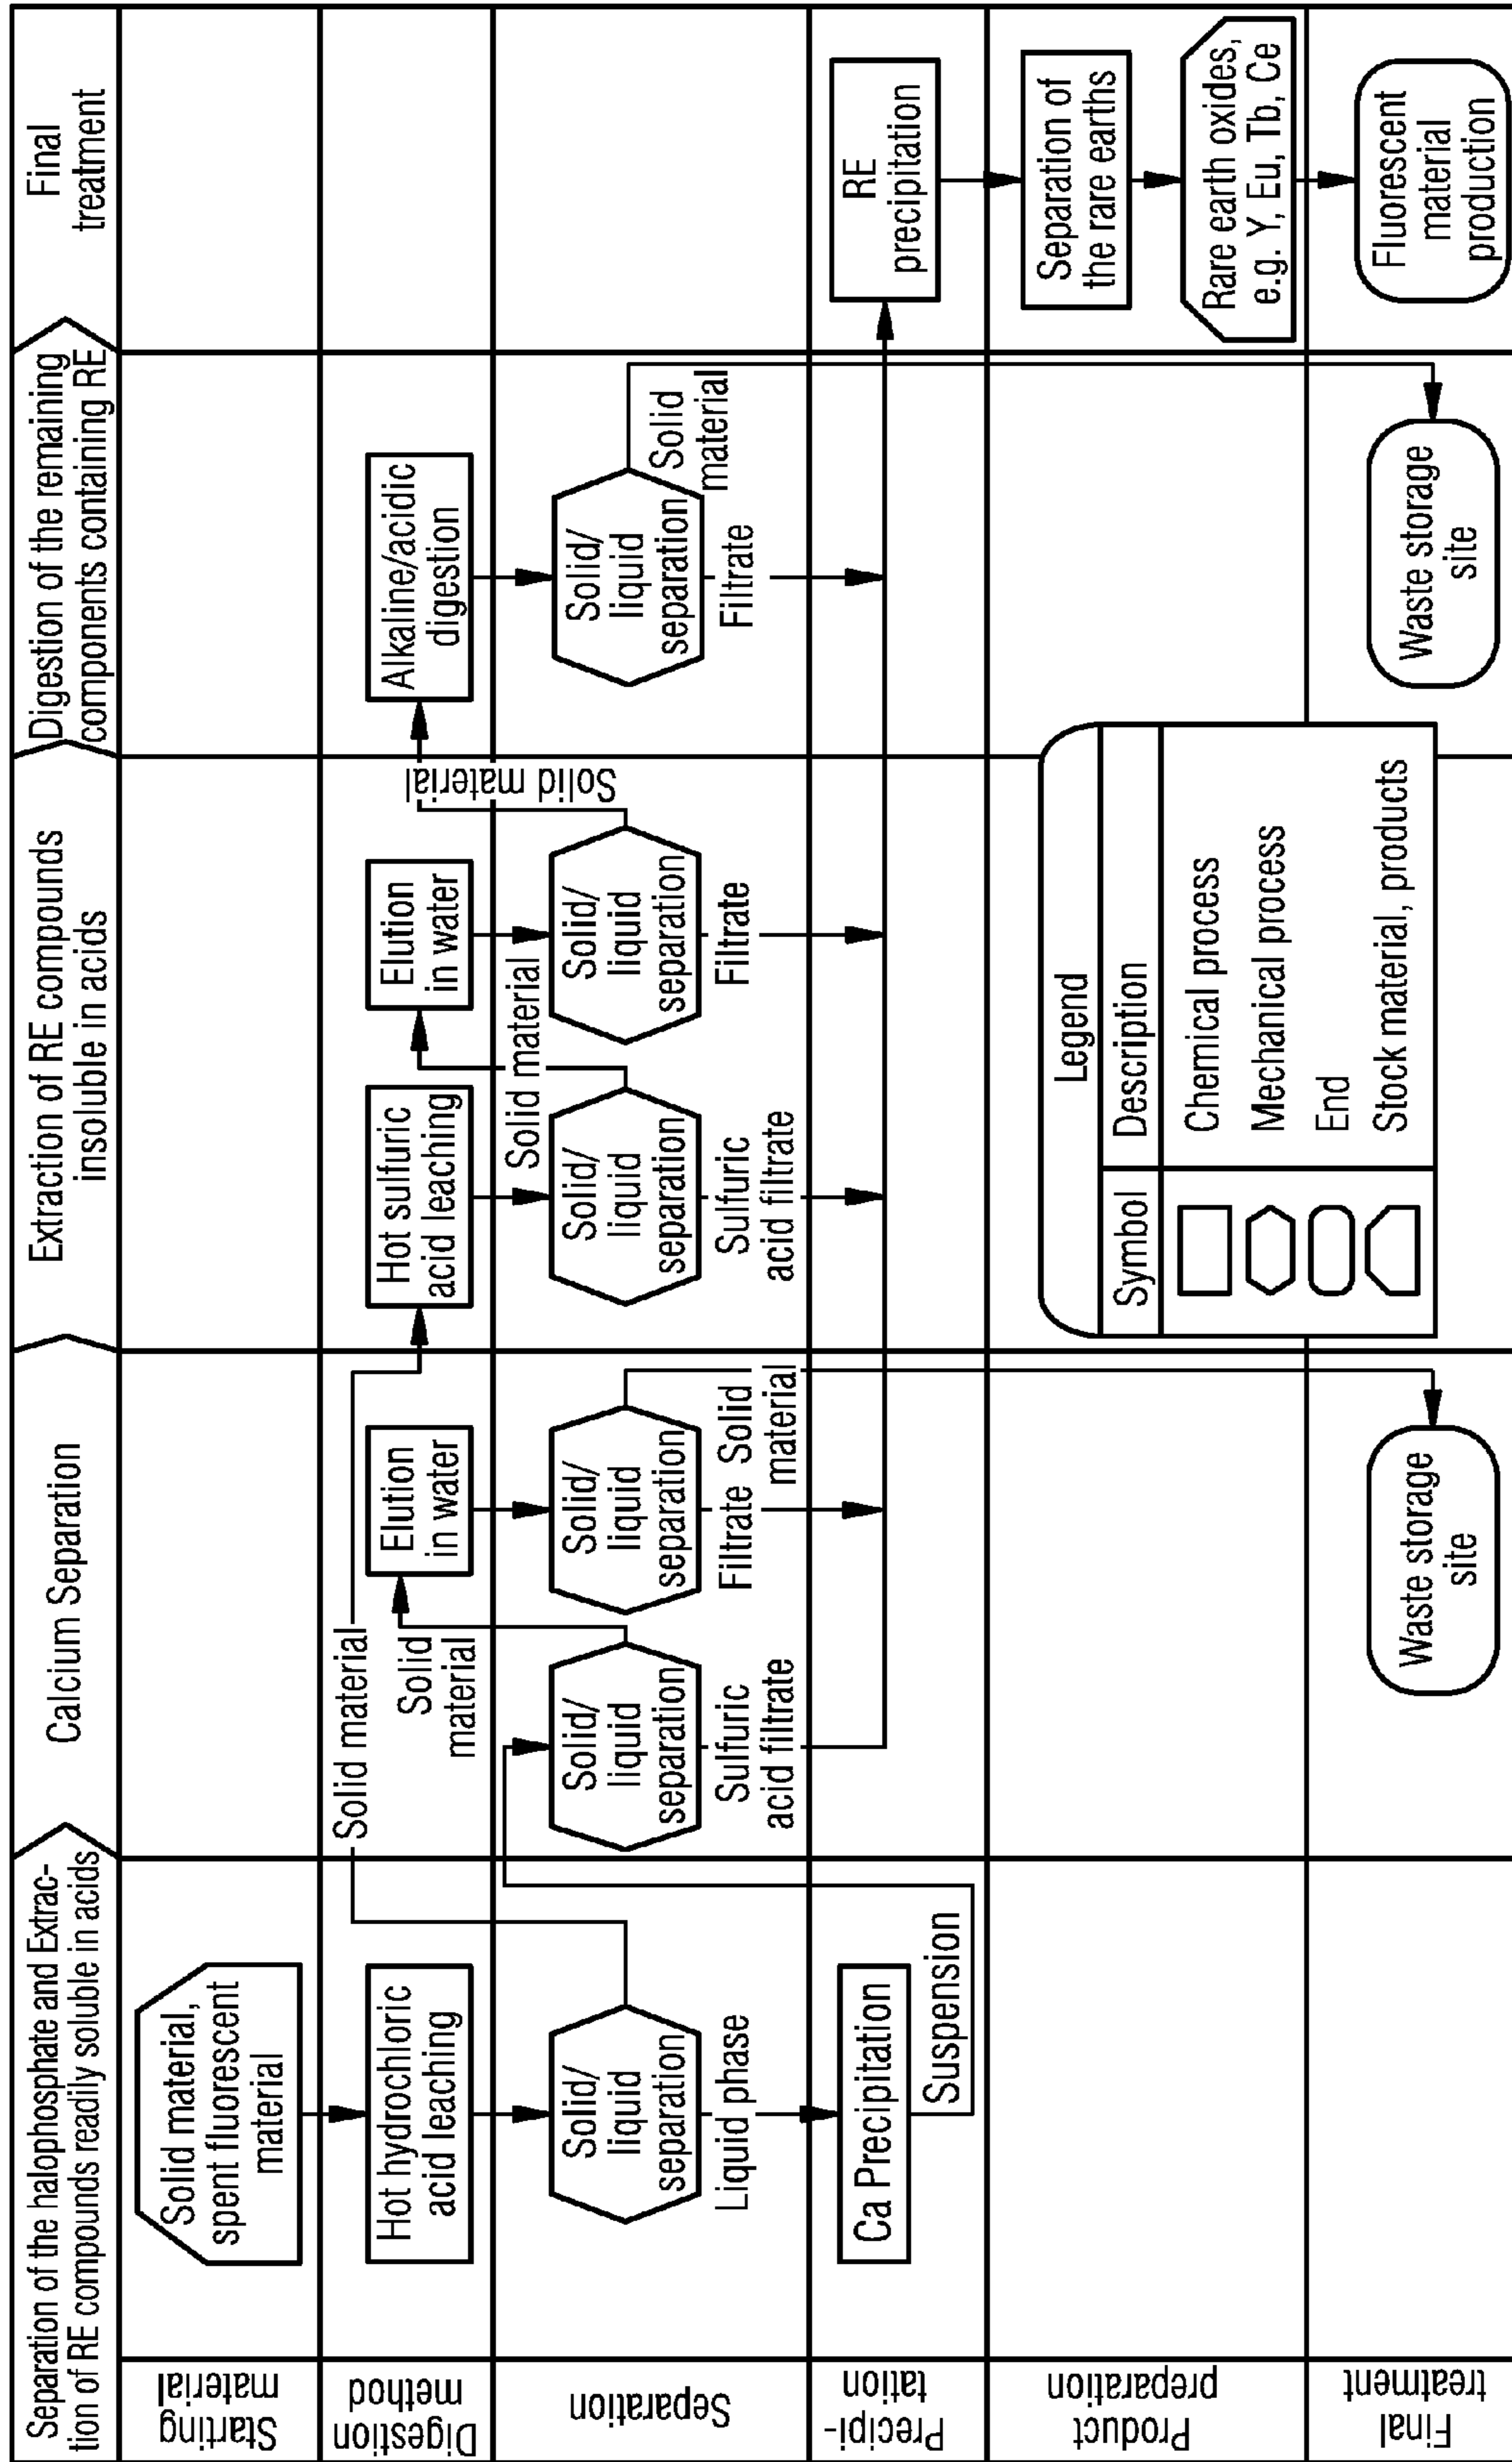 Separation of the halophosphate and Extrac-
tion of RE compounds readily soluble in acids
Calcium Separation
Extraction of RE compounds
insoluble in acids
Digestion of the remaining
components containing RE
Final
treatment
Starting
material
Solid material,
spent fluorescent
material
Digestion
method
Hot hydrochloric
acid leaching
Solid material
Solid
material
Elution
in water
Hot sulfuric
acid leaching
Elution
in water
Solid material
Alkaline/acidic
digestion
Separation
Solid/
liquid
separation
Liquid phase
Solid/
liquid
separation
Sulfuric
acid filtrate
Solid/
liquid
separation
Filtrate
Solid
material
Solid material
Solid/
liquid
separation
Sulfuric
acid filtrate
Solid/
liquid
separation
Filtrate
Solid/
liquid
separation
Filtrate
Solid
material
Precipi-
tation
Ca Precipitation
Suspension
RE
precipitation
Product
preparation
Separation of
the rare earths
Rare earth oxides,
e.g. Y, Eu, Tb, Ce
Legend
Symbol
Description
Chemical process
Mechanical process
End
Stock material, products
Final
treatment
Waste storage
site
Waste storage
site
Fluorescent
material
production